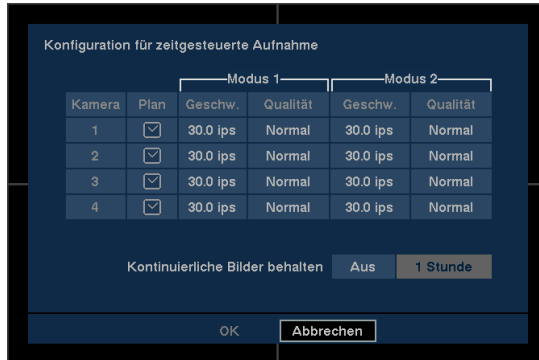 Konfiguration für zeitgesteuerte Aufnahme
Modus 1 Modus 2
Kamera Plan Geschw. Qualität Geschw. Qualität
1 30.0 ips Normal 30.0 ips Normal
2 30.0 ips Normal 30.0 ips Normal
3 30.0 ips Normal 30.0 ips Normal
4 30.0 ips Normal 30.0 ips Normal
Kontinuierliche Bilder behalten Aus 1 Stunde
OK Abbrechen